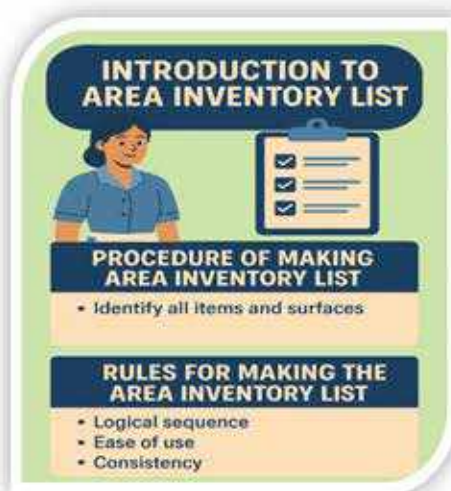 INTRODUCTION TO
AREA INVENTORY LIST
PROCEDURE OF MAKING
AREA INVENTORY LIST
• Identify all items and surfaces
RULES FOR MAKING THE
AREA INVENTORY LIST
• Logical sequence
• Ease of use
• Consistency